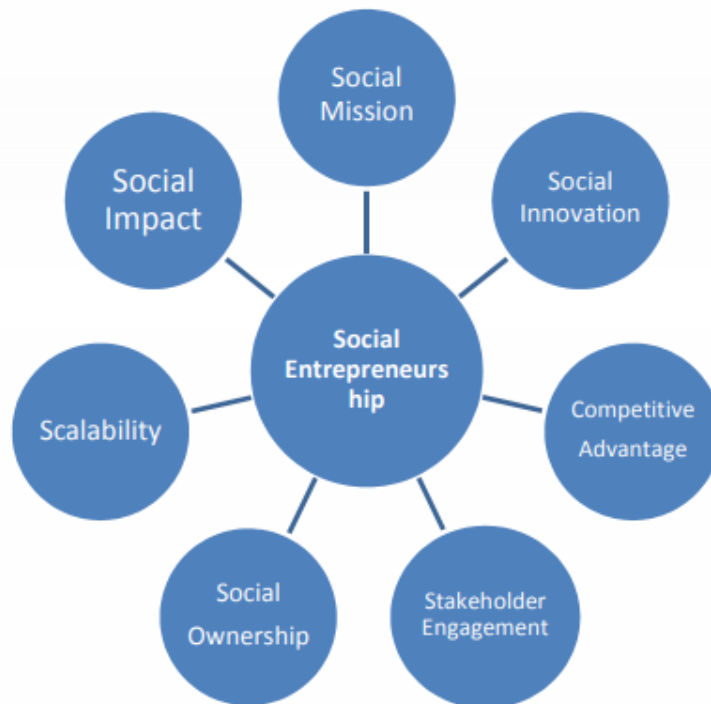 Social
Mission
Social
Innovation
Competitive
Advantage
Stakeholder
Engagement
Social
Ownership
Scalability
Social
Impact
Social
Entrepreneurs
hip